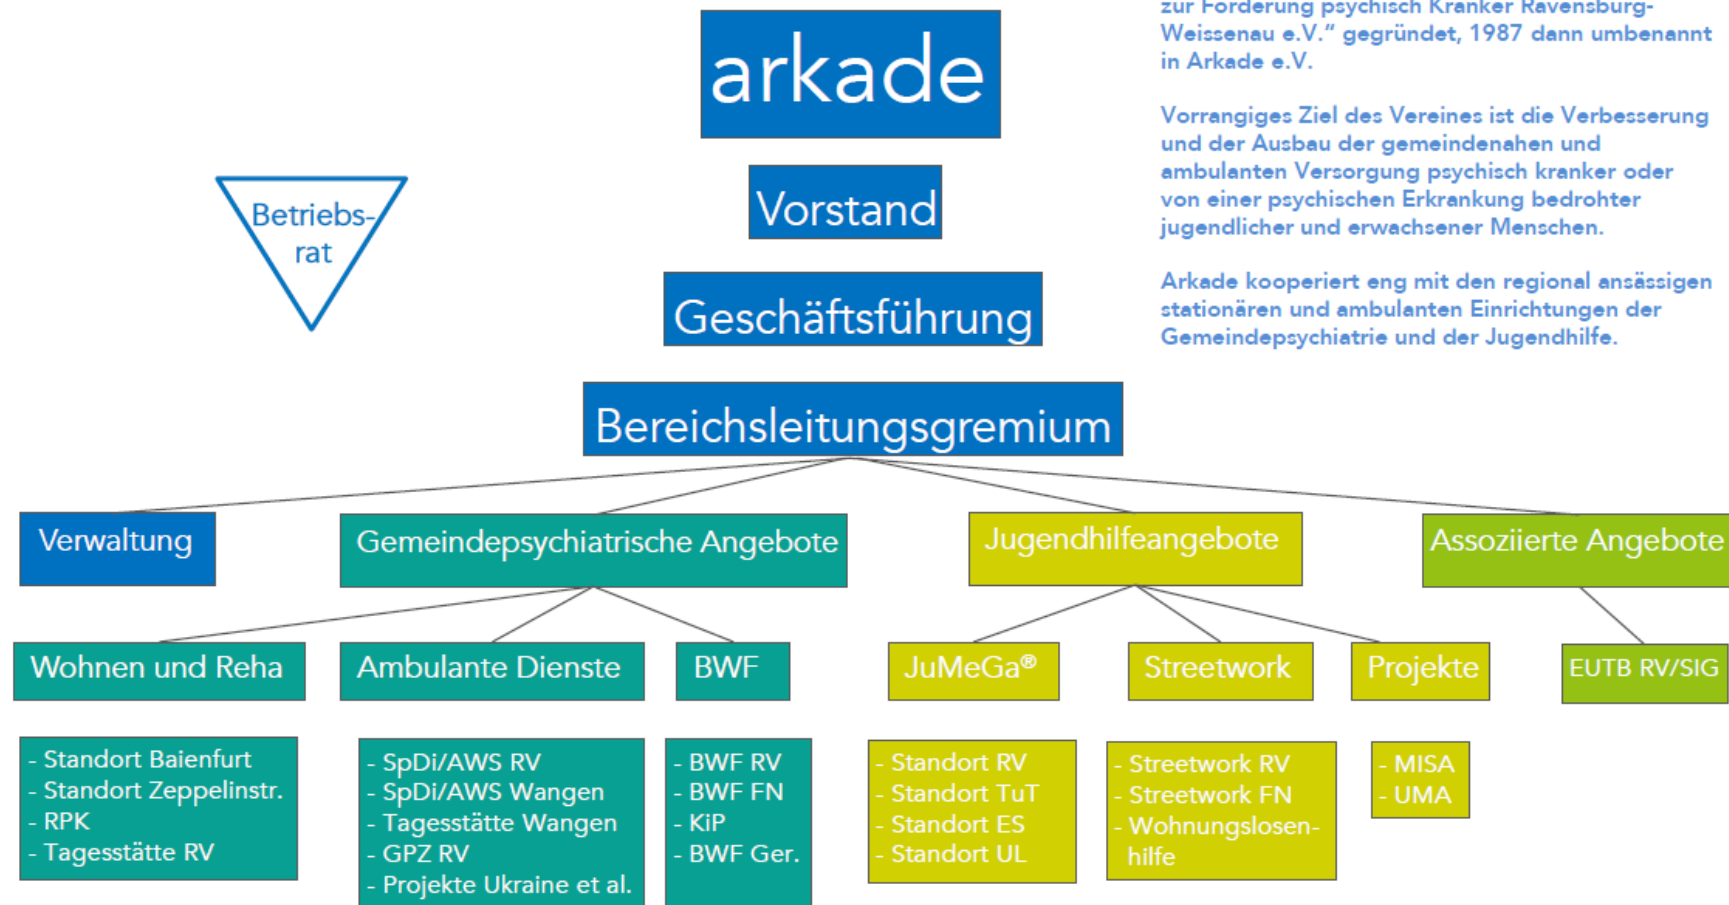 zur Förderung psychisch Kranker Ravensburg-
Weissenau e.V.“ gegründet, 1987 dann umbenannt
in Arkade e.V.
Vorrangiges Ziel des Vereines ist die Verbesserung
und der Ausbau der gemeindenahen und
ambulanten Versorgung psychisch kranker oder
von einer psychischen Erkrankung bedrohter
jugendlicher und erwachsener Menschen.
Arkade kooperiert eng mit den regional ansässigen
stationären und ambulanten Einrichtungen der
Gemeindepsychiatrie und der Jugendhilfe.
arkade
Vorstand
Betriebs-
rat
Geschäftsführung
Bereichsleitungsgremium
Verwaltung
Gemeindepsychiatrische Angebote
Jugendhilfeangebote
Assoziierte Angebote
Wohnen und Reha
Ambulante Dienste
BWF
JuMeGa®
Streetwork
Projekte
EUTB RV/SIG
- Standort Baienfurt
- Standort Zeppelinstr.
- RPK
- Tagesstätte RV
- SpDi/AWS RV
- SpDi/AWS Wangen
- Tagesstätte Wangen
- GPZ RV
- Projekte Ukraine et al.
- BWF RV
- BWF FN
- KiP
- BWF Ger.
- Standort RV
- Standort TuT
- Standort ES
- Standort UL
- Streetwork RV
- Streetwork FN
- Wohnungslosen-
hilfe
- MISA
- UMA